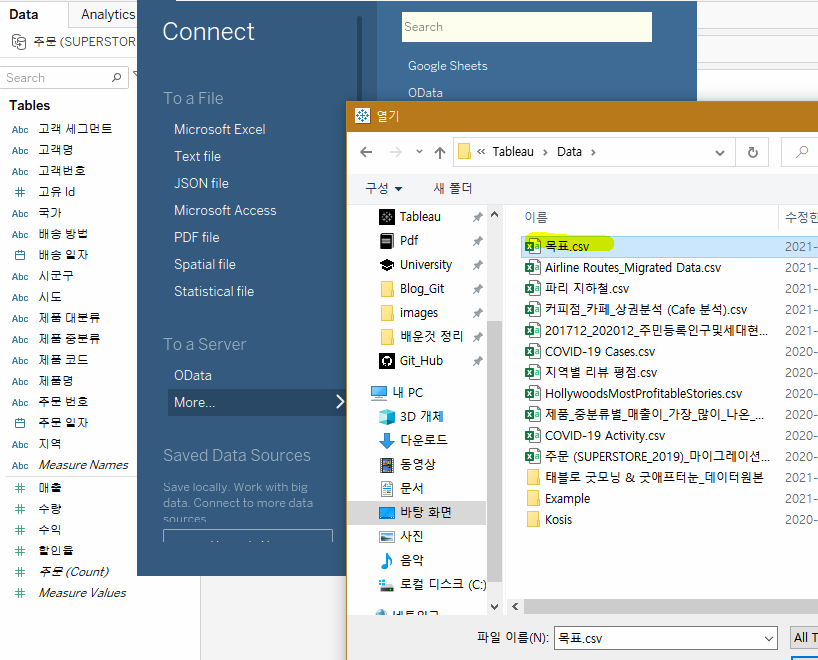 Data
Analytics
주문 (SUPERSTOR
Search
Tables
Abc 고객 세그먼트
Abc 고객명
Abc 고객번호
# 고유 Id
Abc 국가
Abc 배송 방법
배송 일자
Abc 시군구
Abc 시도
Abc 제품 대분류
Abc 제품 중분류
Abc 제품 코드
Abc 제품명
Abc 주문 번호
주문 일자
Abc 지역
Abc Measure Names
# 매출
# 수량
# 수익
# 할인율
# 주문 (Count)
# Measure Values
Connect
To a File
Microsoft Excel
Text file
JSON file
Microsoft Access
PDF file
Spatial file
Statistical file
To a Server
OData
More...
Saved Data Sources
Save locally. Work with big
data. Connect to more data
sources.
Search
Google Sheets
OData
열기
« Tableau > Data >
구성
새 폴더
Tableau
Pdf
University
Blog_Git
images
배운것 정리
Git_Hub
내 PC
3D 개체
다운로드
동영상
문서
바탕 화면
사진
음악
로컬 디스크 (C:)
이름
수정한
목표.csv 2021-
Airline Routes_Migrated Data.csv 2021-
파리 지하철.csv 2021-
커피점_카페_상권분석 (Cafe 분석).csv 2021-
201712_202012_주민등록인구및세대현... 2021-
COVID-19 Cases.csv 2020-
지역별 리뷰 평점.csv 2021-
HollywoodsMostProfitableStories.csv 2021-
제품_중분류별_매출이_가장_많이_나온_... 2021-
COVID-19 Activity.csv 2020-
주문 (SUPERSTORE_2019)_마이그레이션... 2020-
태블로 굿모닝 & 굿애프터눈_데이터원본 2021-
Example 2021-
Kosis 2020-
파일 이름(N): 목표.csv
All T